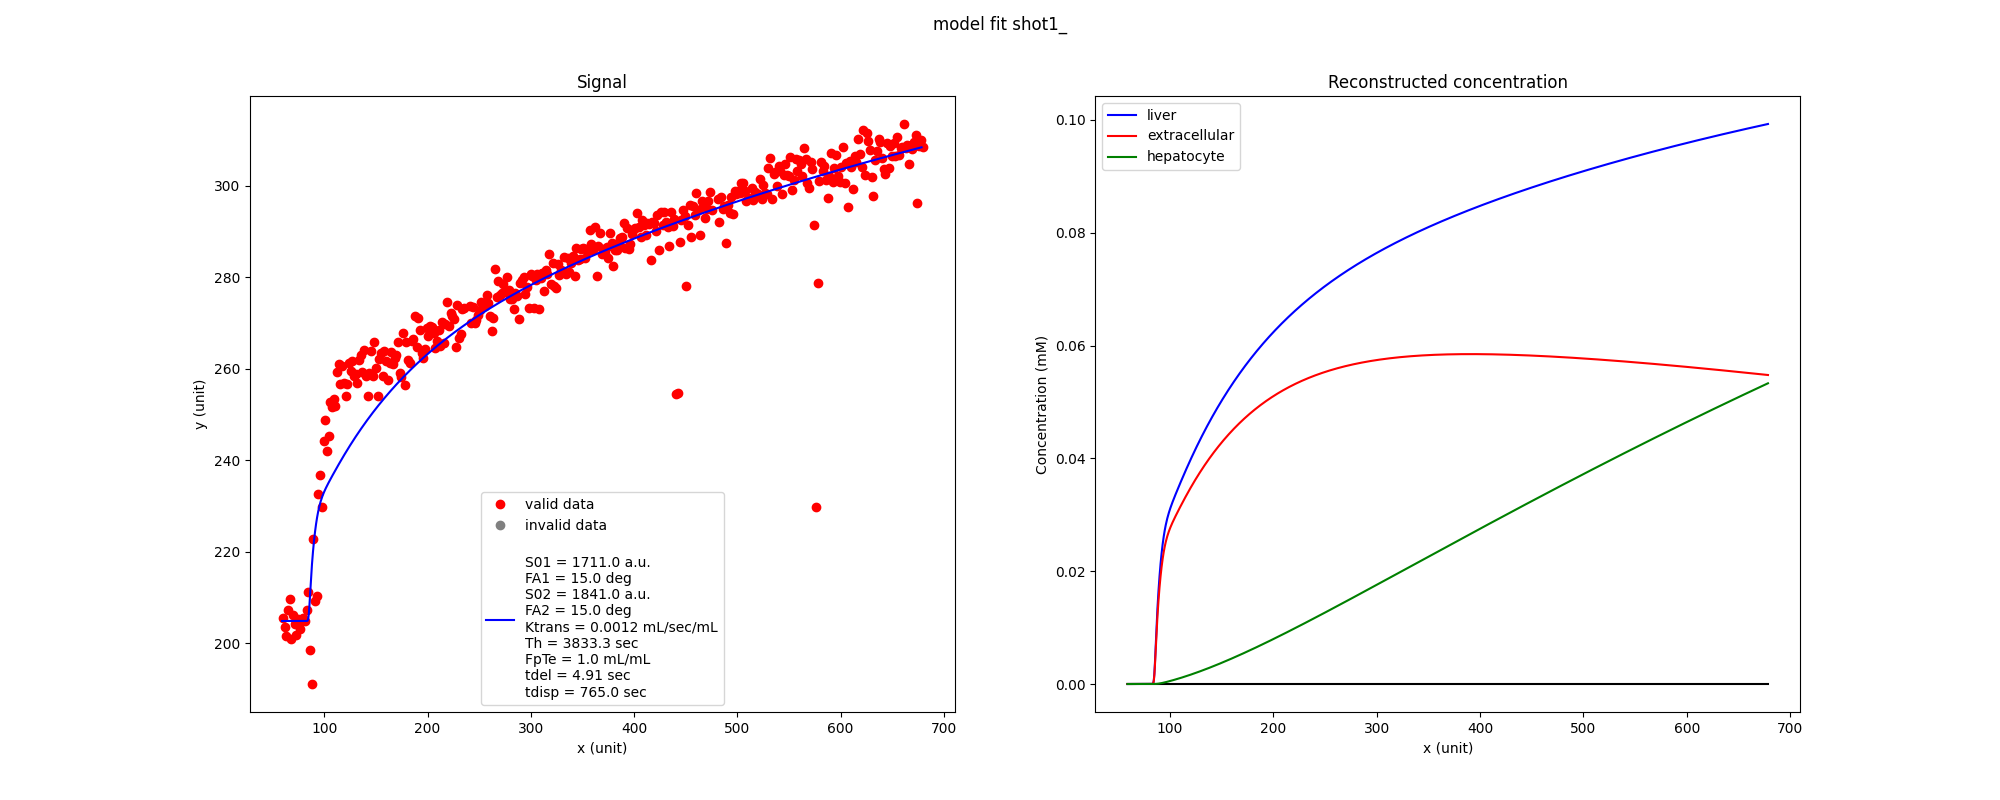 model fit shot1_
Signal
y (unit)
300
280
260
240
220
200
100
200
300
400
500
600
700
x (unit)
valid data
invalid data
S01 = 1711.0 a.u.
FA1 = 15.0 deg
S02 = 1841.0 a.u.
FA2 = 15.0 deg
Ktrans = 0.0012 mL/sec/mL
Th = 3833.3 sec
FpTe = 1.0 mL/mL
tdel = 4.91 sec
tdisp = 765.0 sec
Reconstructed concentration
liver
extracellular
hepatocyte
Concentration (mM)
0.10
0.08
0.06
0.04
0.02
0.00
100
200
300
400
500
600
700
x (unit)